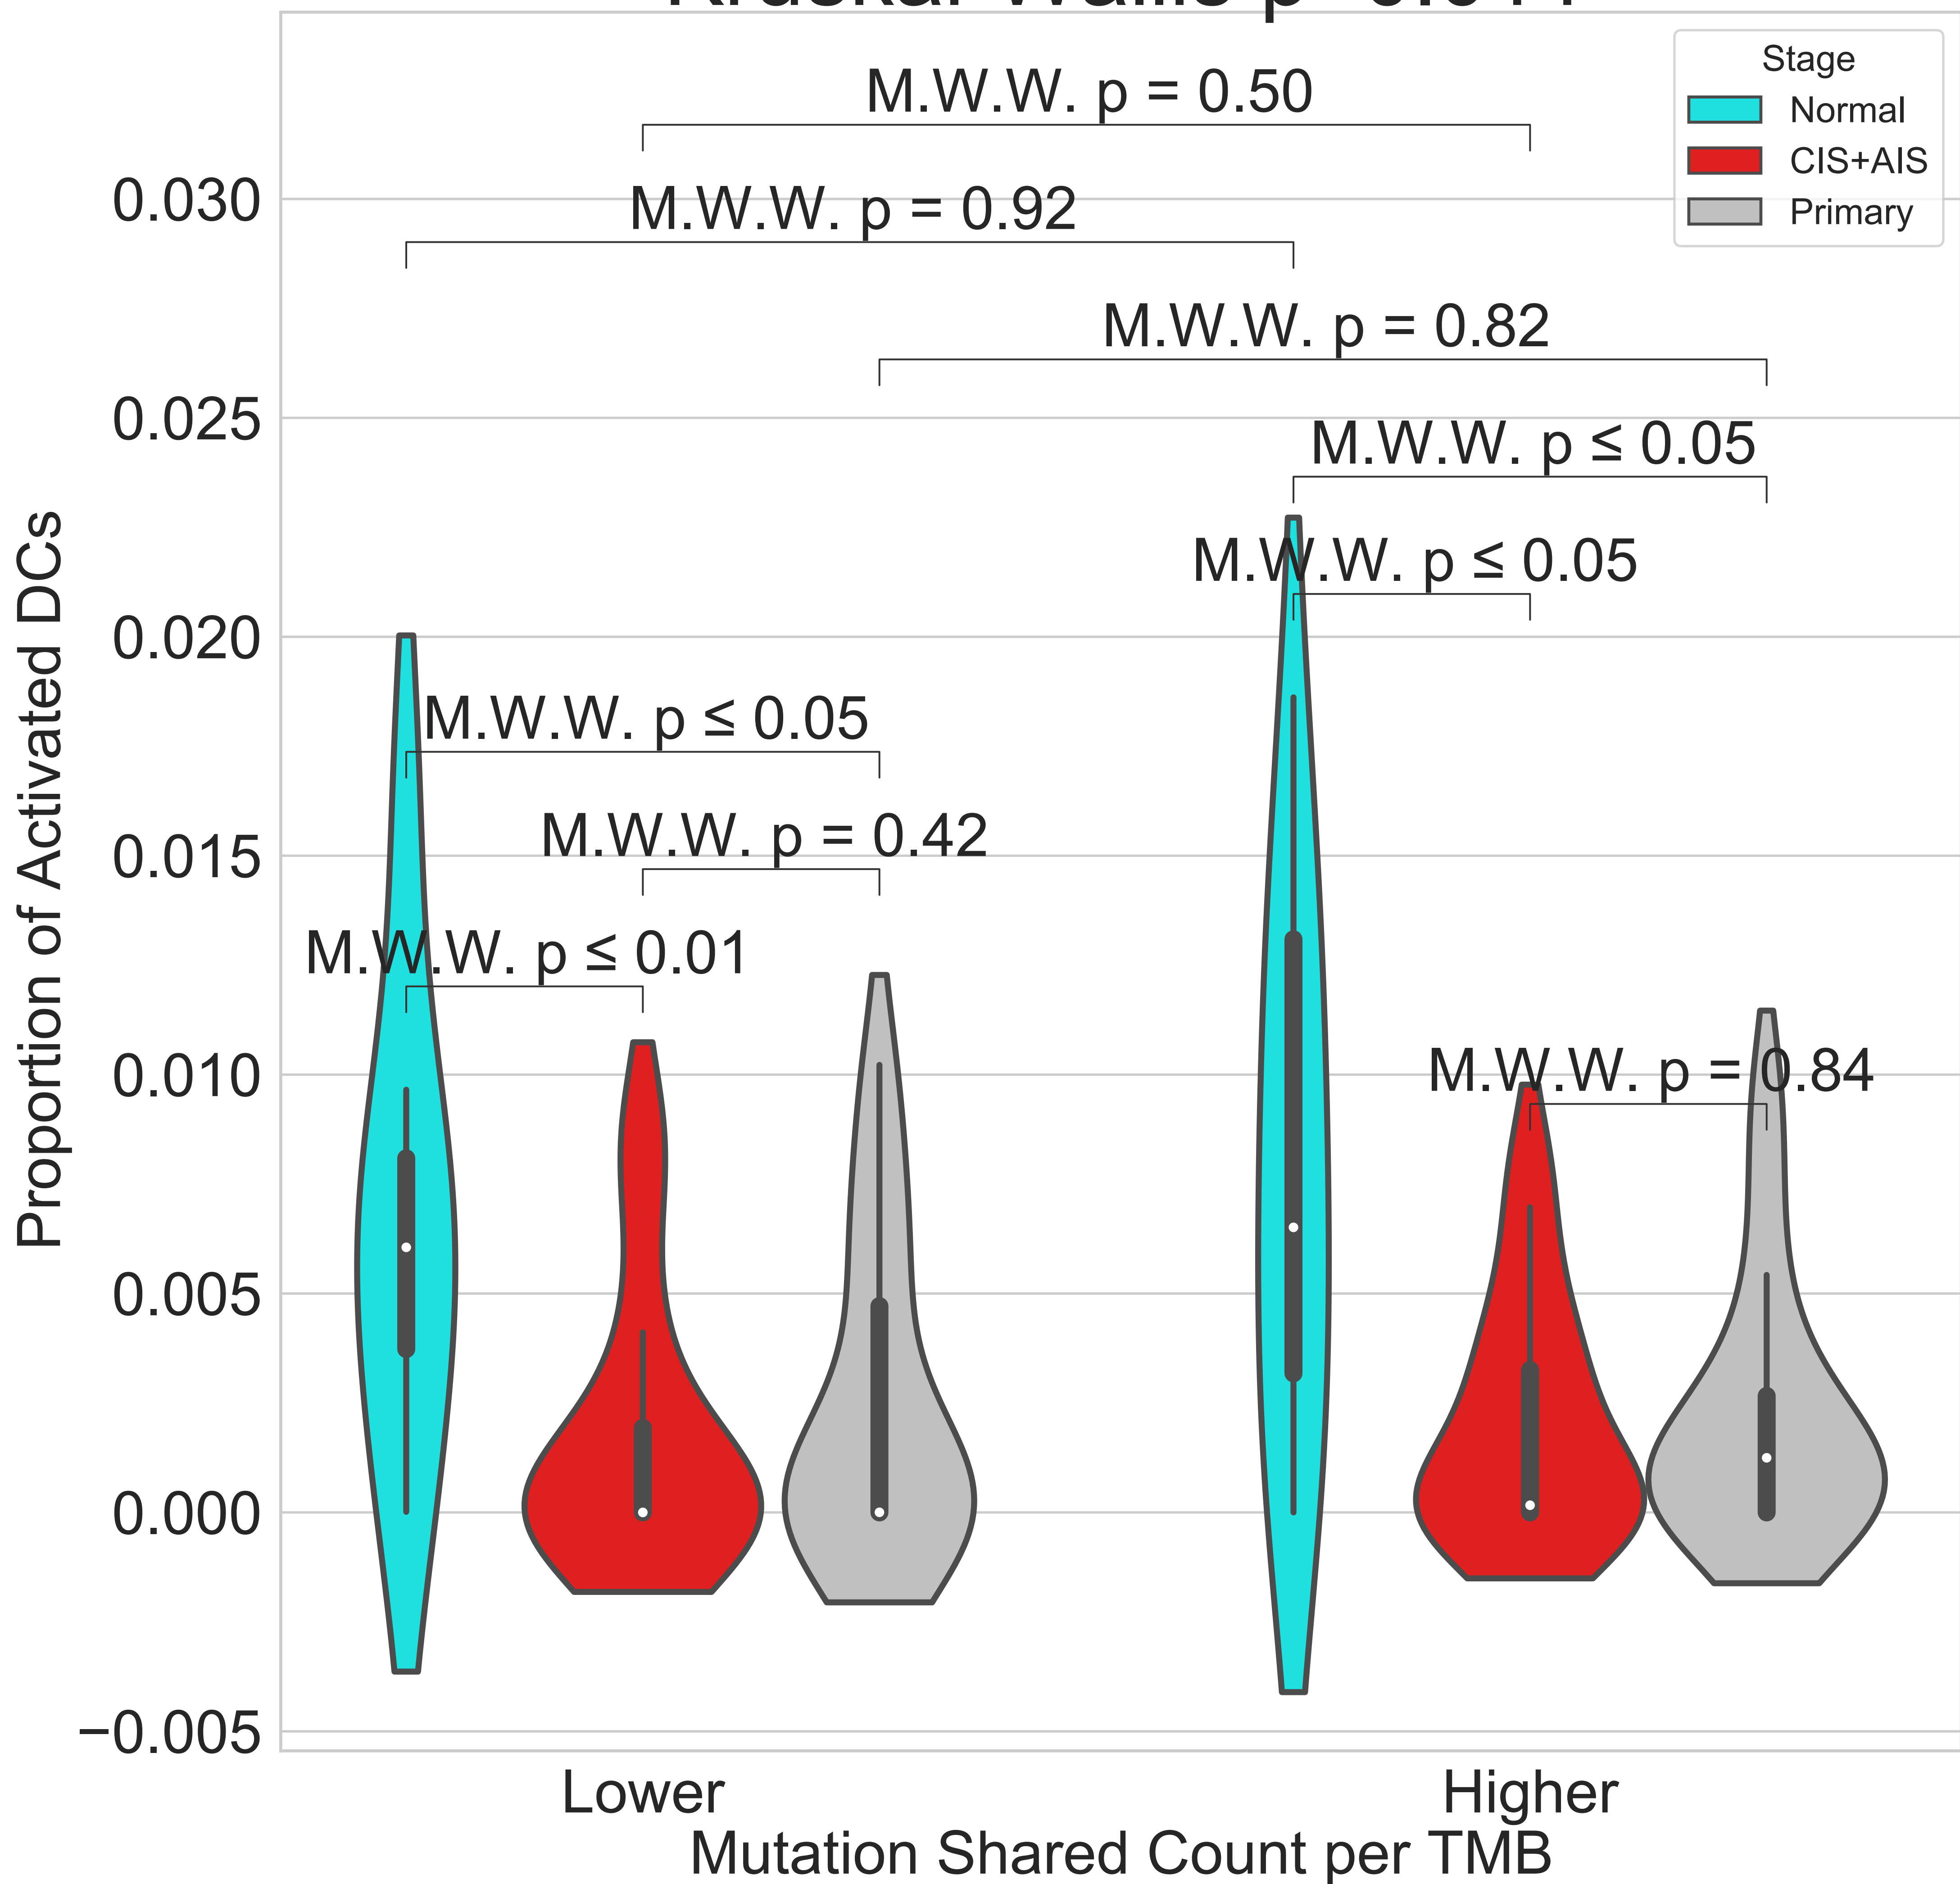 Stage
Normal
CIS+AIS
Primary
M.W.W. p = 0.50
M.W.W. p = 0.92
M.W.W. p = 0.82
M.W.W. p ≤ 0.05
M.W.W. p ≤ 0.05
M.W.W. p ≤ 0.05
M.W.W. p = 0.42
M.W.W. p ≤ 0.01
M.W.W. p = 0.84
0.030
0.025
0.020
0.015
0.010
0.005
0.000
−0.005
Proportion of Activated DCs
Lower
Higher
Mutation Shared Count per TMB